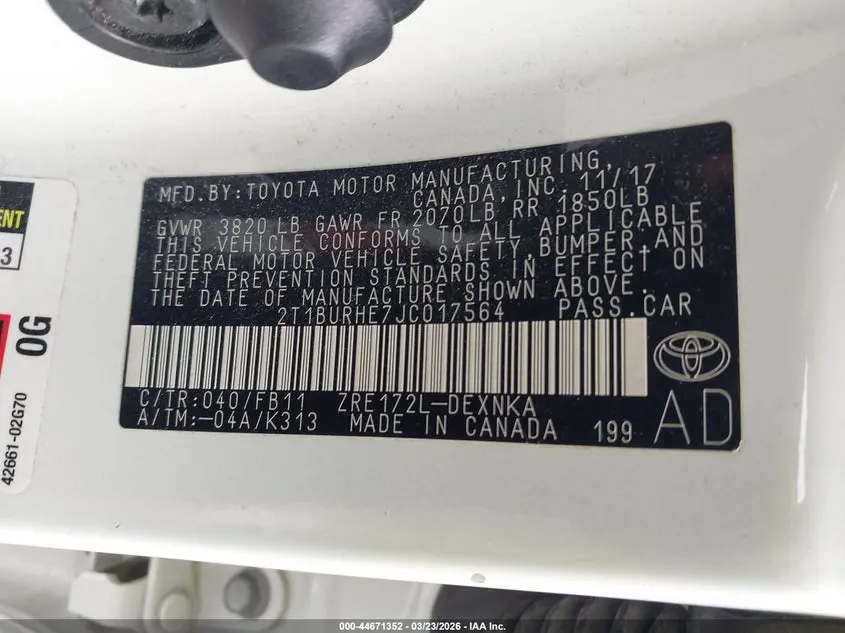 MFD.BY:TOYOTA MOTOR MANUFACTURING,
CANADA, INC. 11/17
GVWR 3820 LB GAWR FR 2070LB RR 1850LB
THIS VEHICLE CONFORMS TO ALL APPLICABLE
FEDERAL MOTOR VEHICLE SAFETY, BUMPER, AND
THEFT PREVENTION STANDARDS IN EFFECT ON
THE DATE OF MANUFACTURE SHOWN ABOVE.
2T1BURHE7JC017564 PASS.CAR
C/TR:040/FB11 ZRE172L-DEXNKA
A/TM:-04A/K313 MADE IN CANADA 199
AD
3
0G
42661-02G70
000-44671352 - 03/23/2026 - IAA Inc.